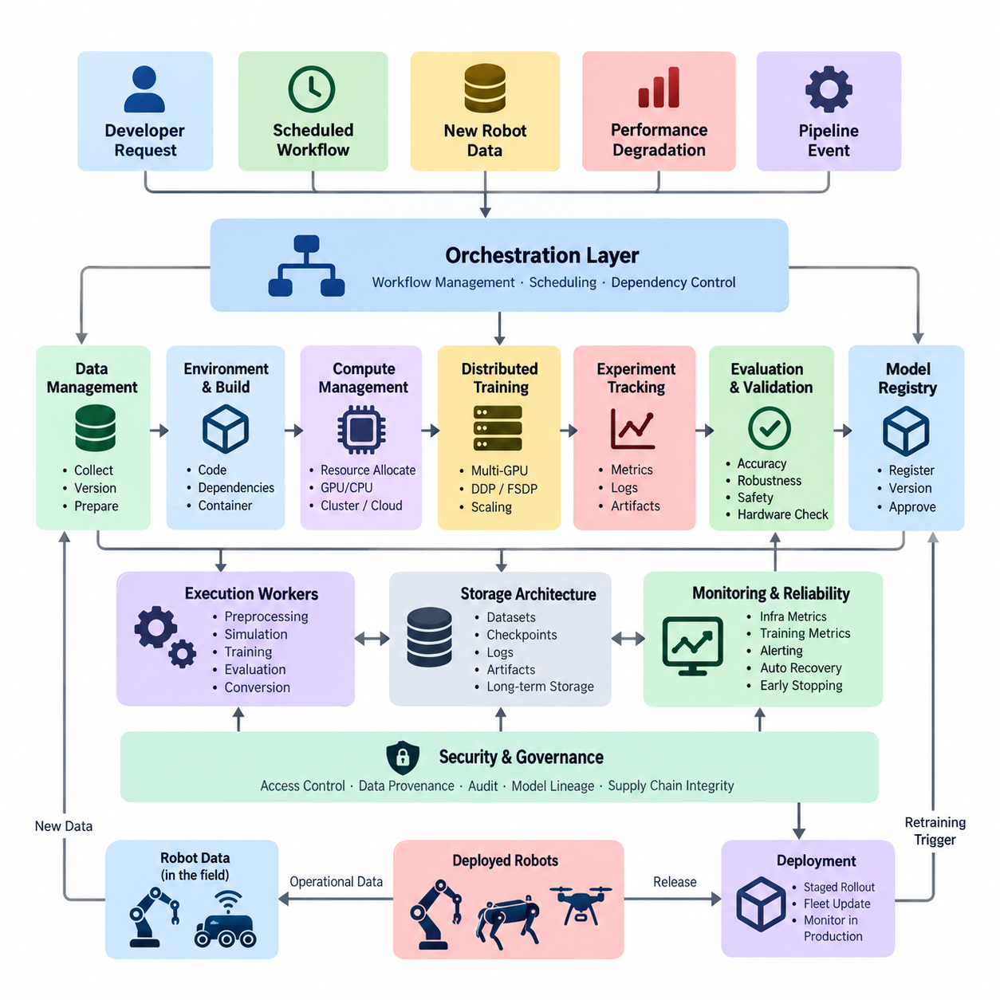 Developer
Request
Scheduled
Workflow
New Robot
Data
Performance
Degradation
Pipeline
Event
Orchestration Layer
Workflow Management · Scheduling · Dependency Control
Data
Management
• Collect
• Version
• Prepare
Environment
& Build
• Code
• Dependencies
• Container
Compute
Management
• Resource Allocate
• GPU/CPU
• Cluster / Cloud
Distributed
Training
• Multi-GPU
• DDP / FSDP
• Scaling
Experiment
Tracking
• Metrics
• Logs
• Artifacts
Evaluation
& Validation
• Accuracy
• Robustness
• Safety
• Hardware Check
Model
Registry
• Register
• Version
• Approve
Execution Workers
• Preprocessing
• Simulation
• Training
• Evaluation
• Conversion
Storage Architecture
• Datasets
• Checkpoints
• Logs
• Artifacts
• Long-term Storage
Monitoring & Reliability
• Infra Metrics
• Training Metrics
• Alerting
• Auto Recovery
• Early Stopping
Security & Governance
Access Control · Data Provenance · Audit · Model Lineage · Supply Chain Integrity
New Data
Retraining
Trigger
Robot Data
(in the field)
Operational Data
Deployed Robots
Release
Deployment
• Staged Rollout
• Fleet Update
• Monitor in
Production